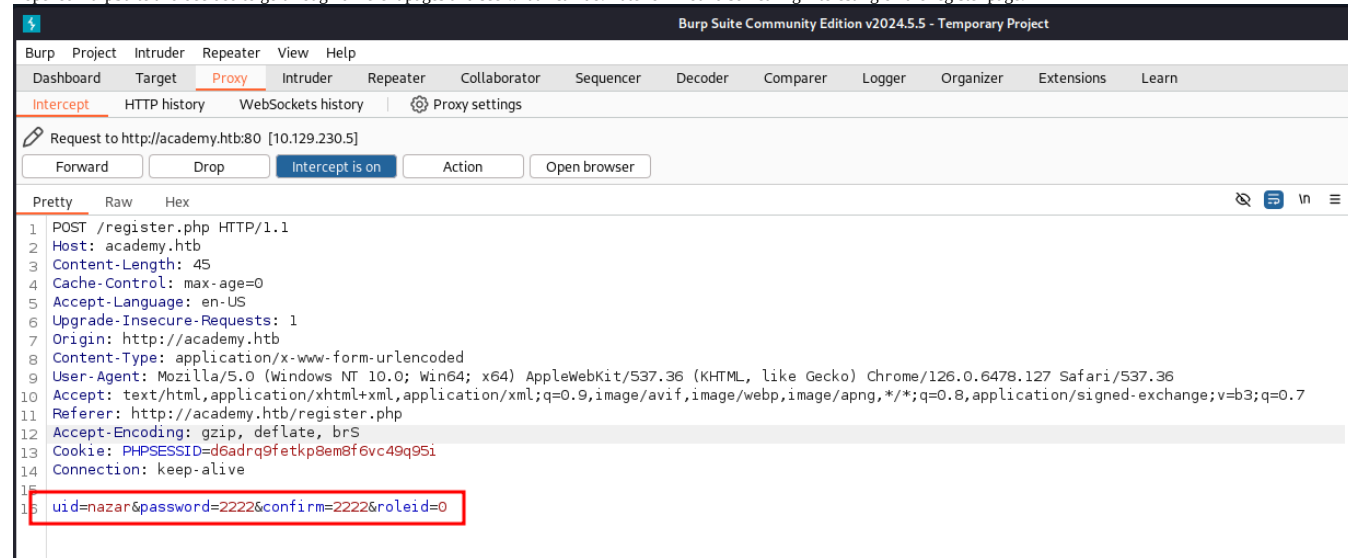 Burp Suite Community Edition v2024.5.5 - Temporary Project
Burp Project Intruder Repeater View Help
Dashboard Target Proxy Intruder Repeater Collaborator Sequencer Decoder Comparer Logger Organizer Extensions Learn
Intercept HTTP history WebSockets history Proxy settings
Request to http://academy.htb:80 [10.129.230.5]
Forward Drop Intercept is on Action Open browser
Pretty Raw Hex \n
1 POST /register.php HTTP/1.1
2 Host: academy.htb
3 Content-Length: 45
4 Cache-Control: max-age=0
5 Accept-Language: en-US
6 Upgrade-Insecure-Requests: 1
7 Origin: http://academy.htb
8 Content-Type: application/x-www-form-urlencoded
9 User-Agent: Mozilla/5.0 (Windows NT 10.0; Win64; x64) AppleWebKit/537.36 (KHTML, like Gecko) Chrome/126.0.6478.127 Safari/537.36
10 Accept: text/html,application/xhtml+xml,application/xml;q=0.9,image/avif,image/webp,image/apng,*/*;q=0.8,application/signed-exchange;v=b3;q=0.7
11 Referer: http://academy.htb/register.php
12 Accept-Encoding: gzip, deflate, brS
13 Cookie: PHPSESSID=d6adrq9fetkp8em8f6vc49q95i
14 Connection: keep-alive
15
16 uid=nazar&password=2222&confirm=2222&roleid=0